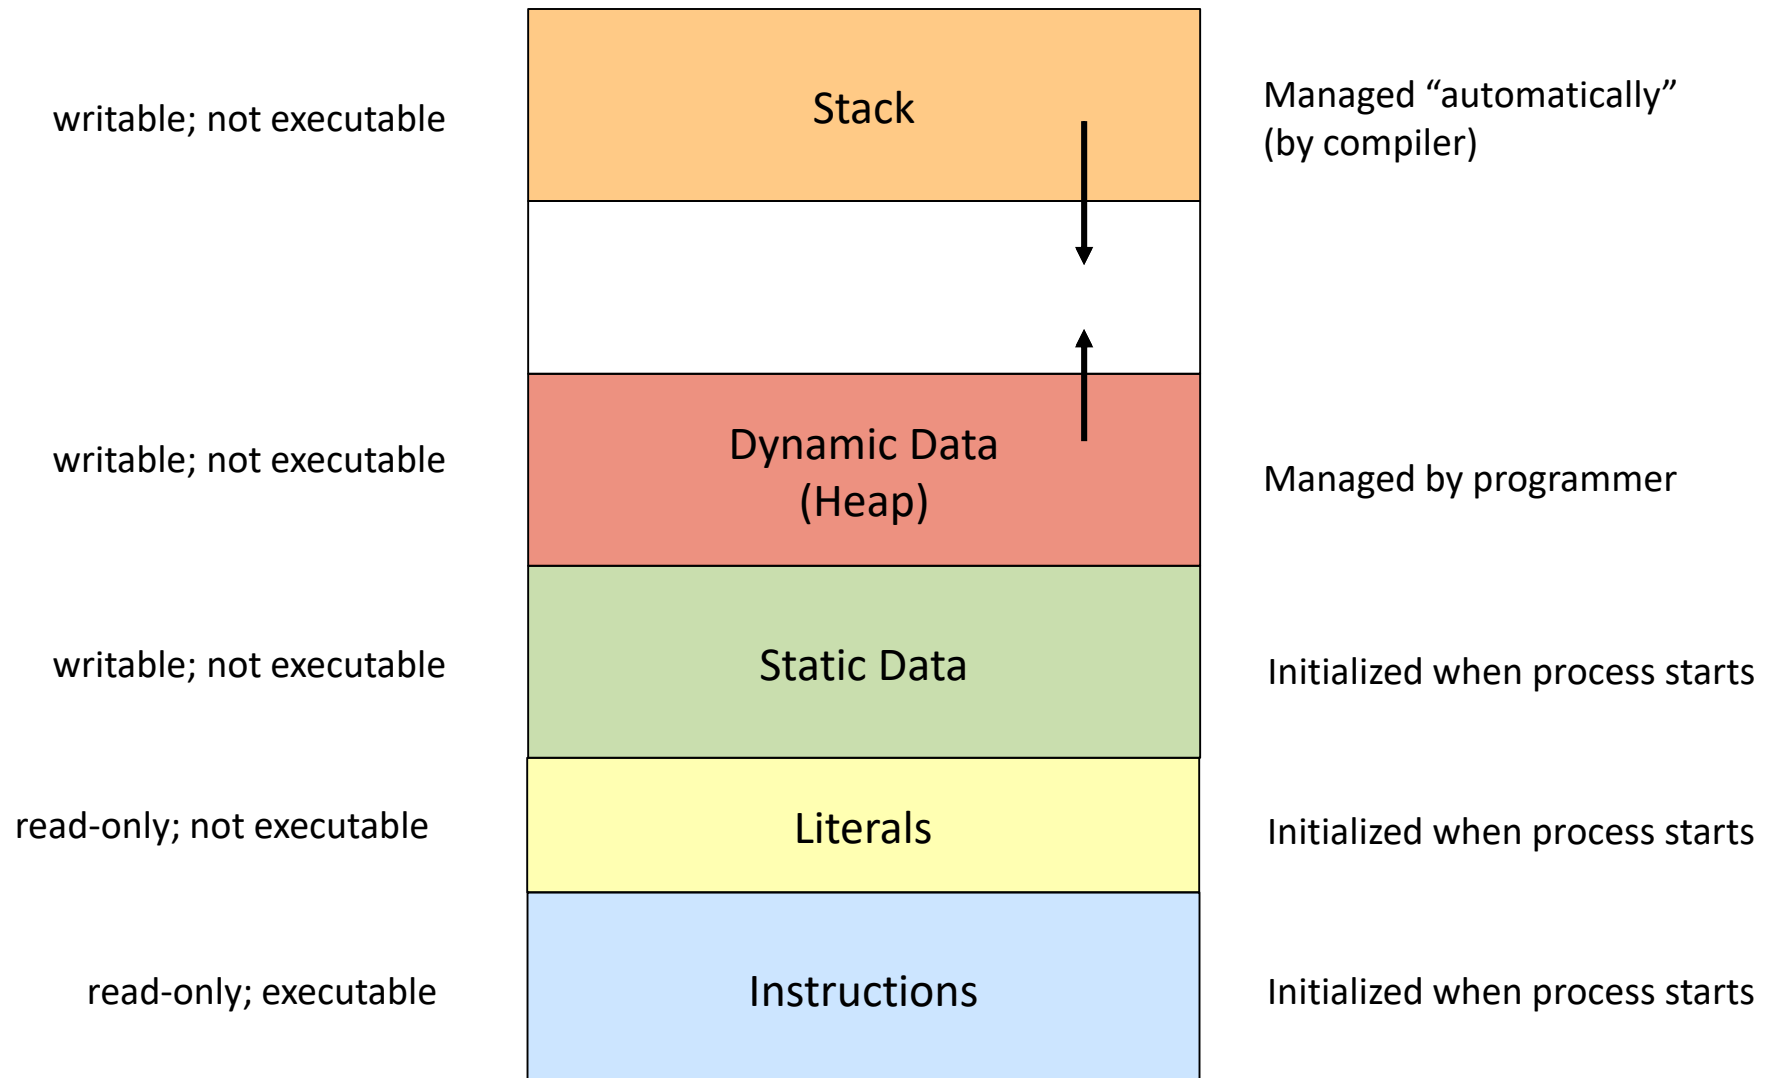 writable; not executable
Stack
Managed “automatically”
(by compiler)
writable; not executable
Dynamic Data
(Heap)
Managed by programmer
writable; not executable
Static Data
Initialized when process starts
read-only; not executable
Literals
Initialized when process starts
read-only; executable
Instructions
Initialized when process starts